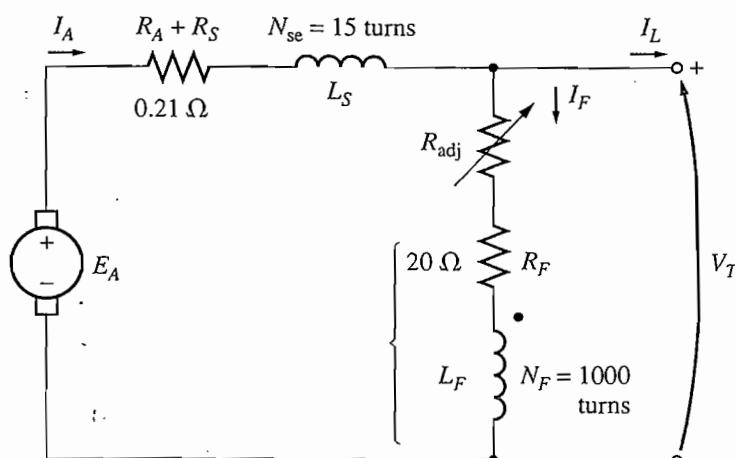 I_A
R_A + R_S
N_se = 15 turns
I_L
+
0.21 Ω
L_S
I_F
R_adj
+
−
E_A
20 Ω
R_F
V_T
L_F
N_F = 1000
turns